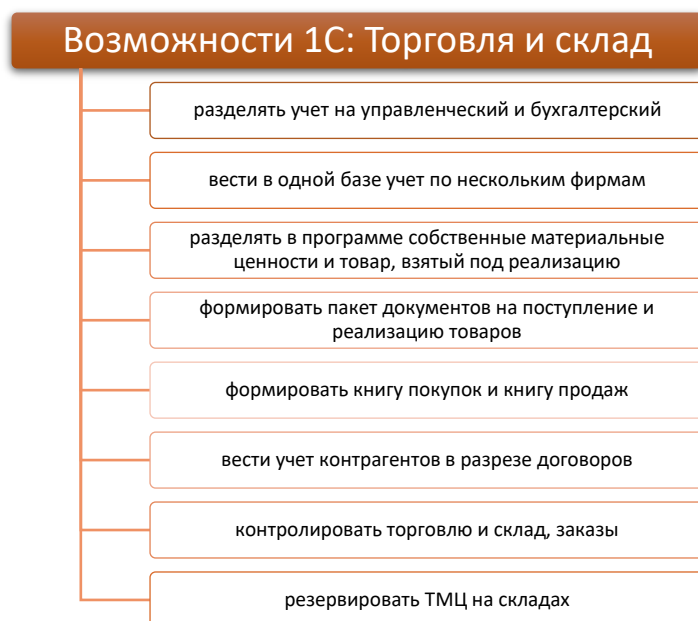 Возможности 1С: Торговля и склад
разделять учет на управленческий и бухгалтерский
вести в одной базе учет по нескольким фирмам
разделять в программе собственные материальные
ценности и товар, взятый под реализацию
формировать пакет документов на поступление и
реализацию товаров
формировать книгу покупок и книгу продаж
вести учет контрагентов в разрезе договоров
контролировать торговлю и склад, заказы
резервировать ТМЦ на складах